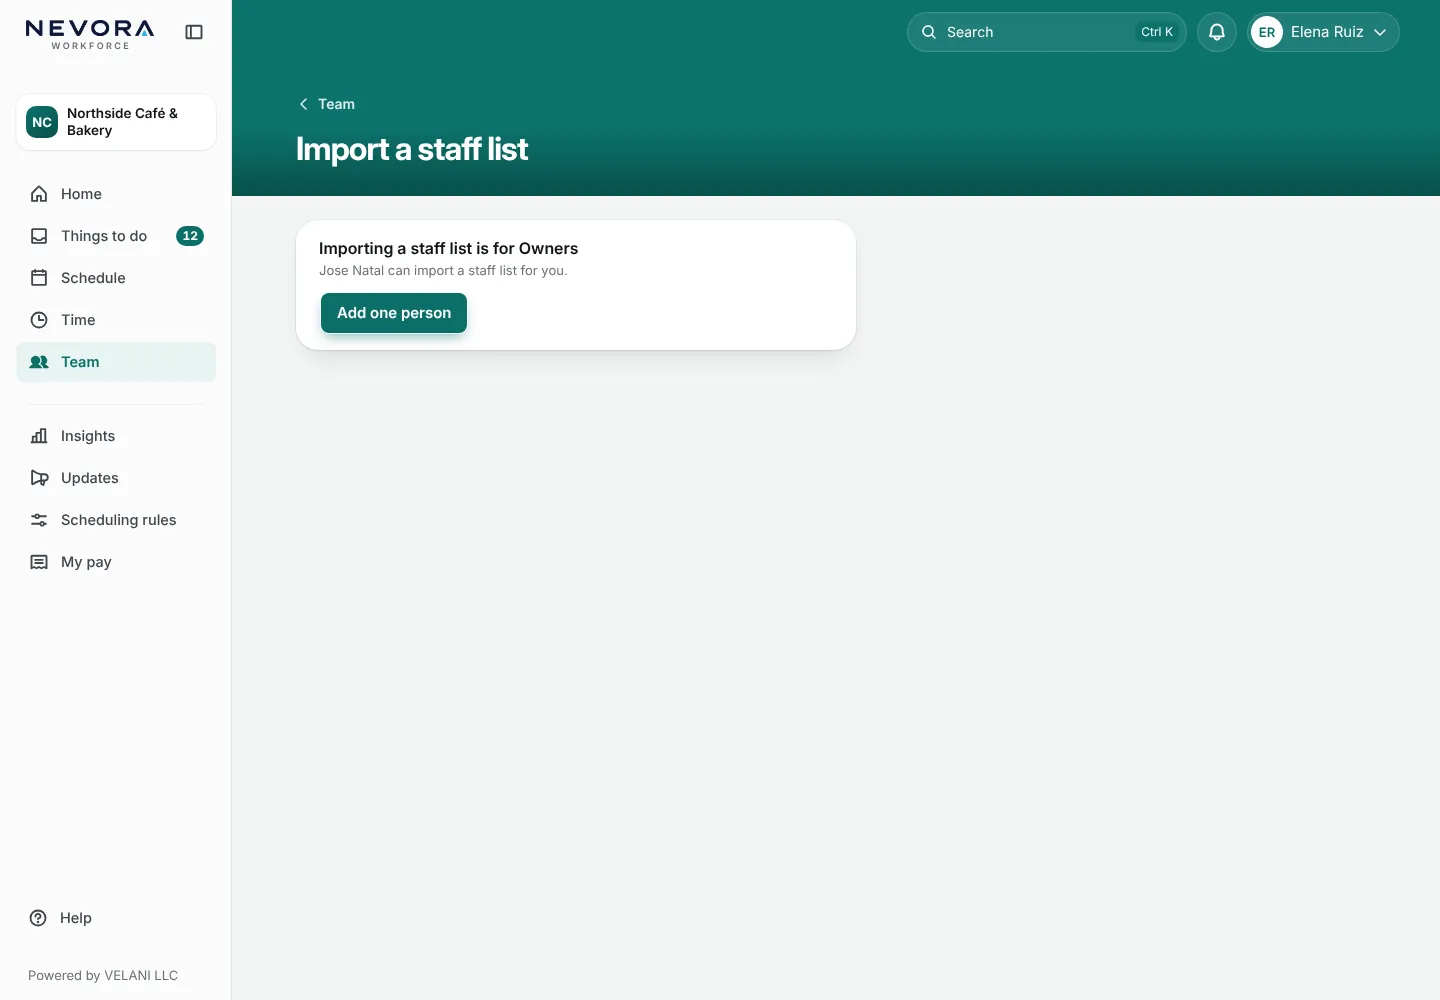 NEVORA
WORKFORCE
Search
Ctrl K
ER
Elena Ruiz
NC
Northside Café &
Bakery
Home
Things to do
12
Schedule
Time
Team
Insights
Updates
Scheduling rules
My pay
Help
Powered by VELANI LLC
Team
Import a staff list
Importing a staff list is for Owners
Jose Natal can import a staff list for you.
Add one person